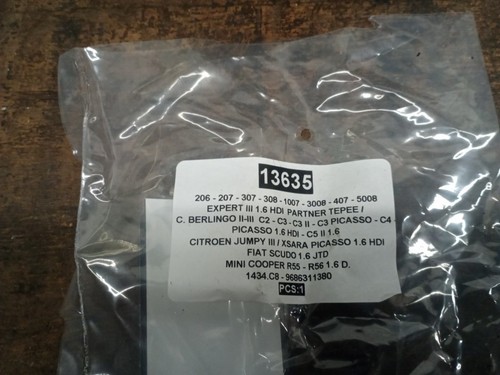 13635
206 - 207 - 307 - 308 - 1007 - 3008 - 407 - 5008
EXPERT III 1.6 HDI PARTNER TEPEE /
C. BERLINGO II-III C2 - C3 - C3 II - C3 PICASSO - C4
PICASSO 1.6 HDI - C5 II 1.6
CITROEN JUMPY III / XSARA PICASSO 1.6 HDI
FIAT SCUDO 1.6 JTD
MINI COOPER R55 - R56 1.6 D.
1434.C8 - 9686311380
PCS:1